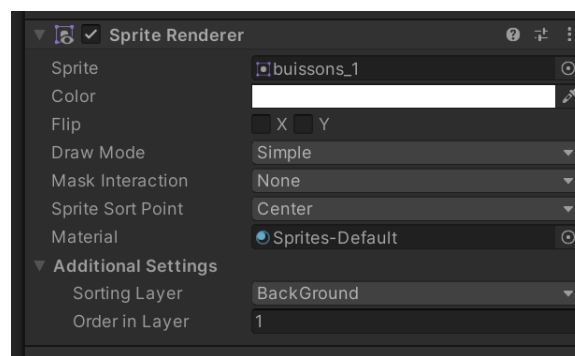 Sprite Renderer
Sprite buissons_1
Color
Flip X Y
Draw Mode Simple
Mask Interaction None
Sprite Sort Point Center
Material Sprites-Default
Additional Settings
Sorting Layer BackGround
Order in Layer 1